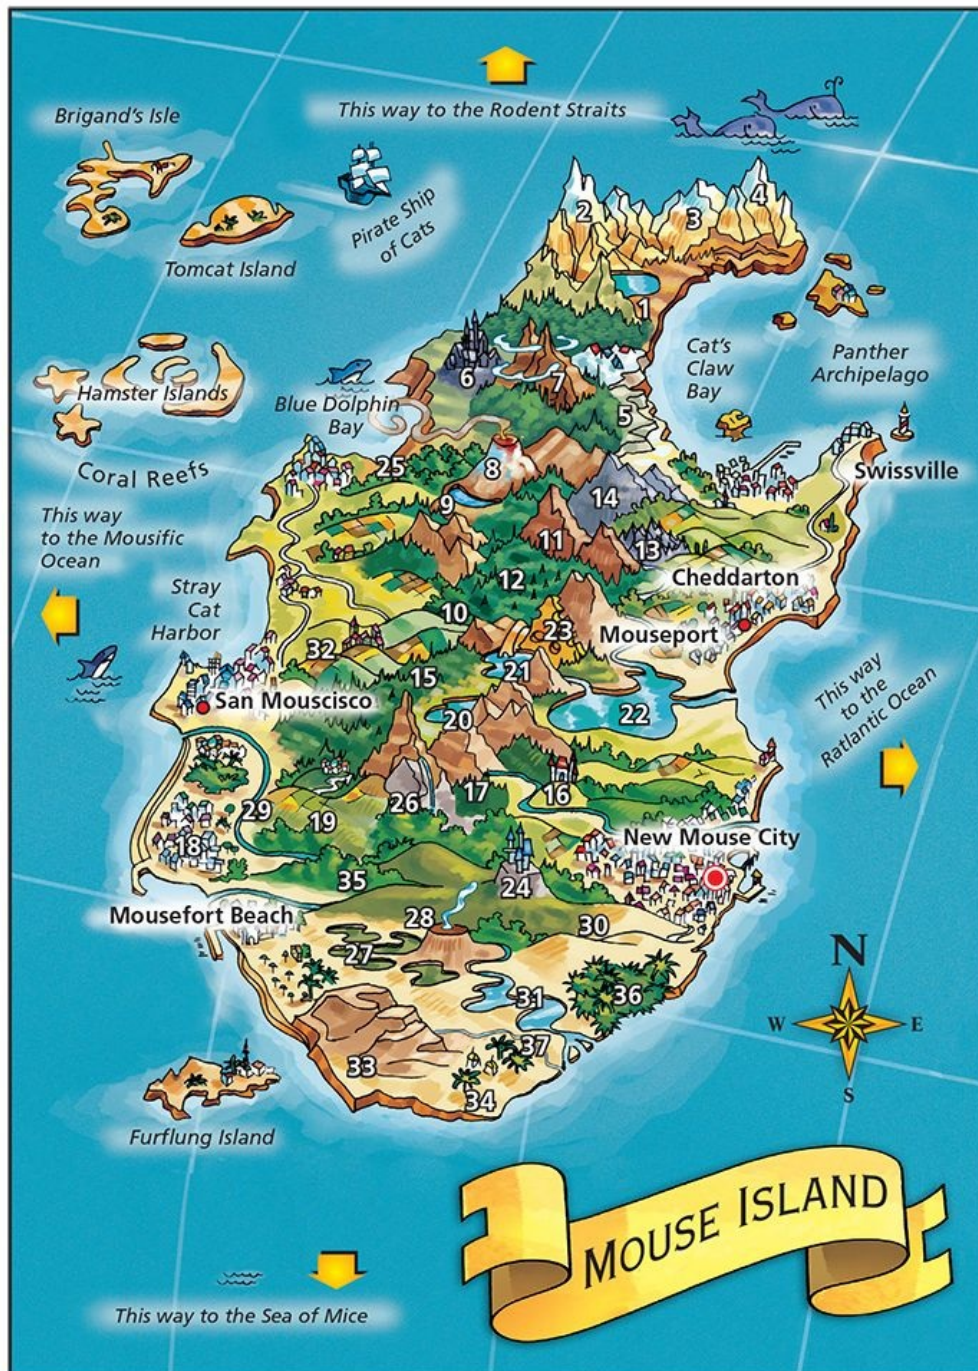 Brigand's Isle
This way to the Rodent Straits
Pirate Ship
of Cats
Tomcat Island
2
3
4
1
Cat's
Claw
Bay
Panther
Archipelago
Hamster Islands
Blue Dolphin
Bay
6
7
5
Coral Reefs
25
8
9
14
Swissville
This way
to the Mousific
Ocean
11
13
12
Cheddarton
Stray
Cat
Harbor
10
23
Mouseport
32
15
21
San Mouscisco
20
22
This way
to the
Ratlantic Ocean
29
19
26
17
16
18
New Mouse City
35
24
Mousefort Beach
28
30
27
31
36
N
W
E
S
33
37
34
Furflung Island
MOUSE ISLAND
This way to the Sea of Mice